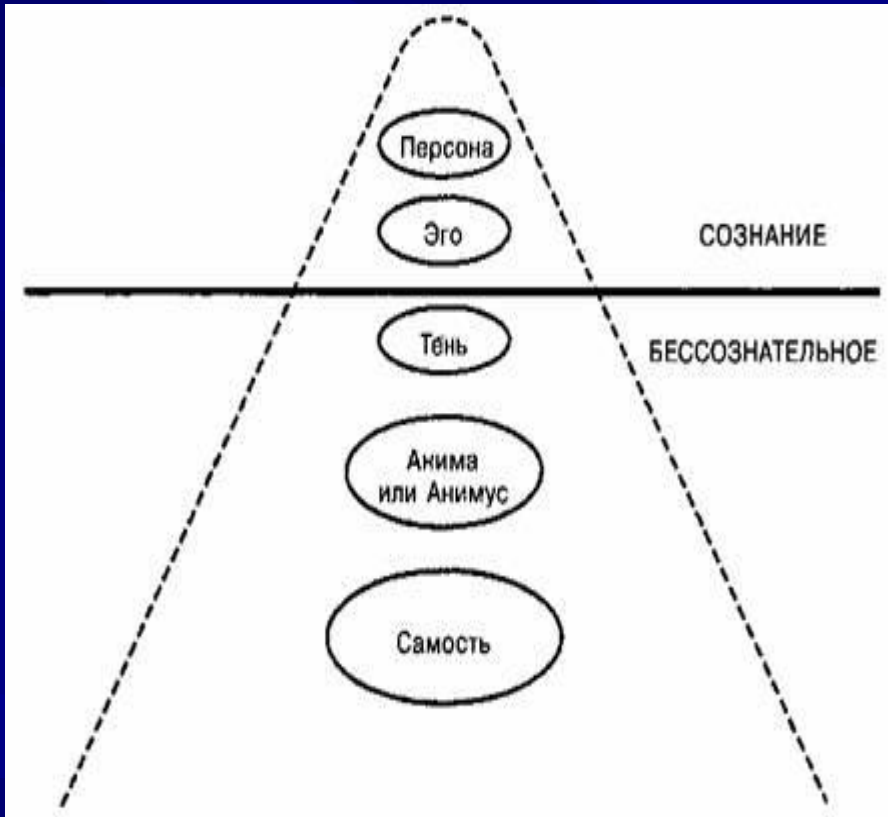 Персона
Эго
СОЗНАНИЕ
Тень
БЕССОЗНАТЕЛЬНОЕ
Анима
или Анимус
Самость